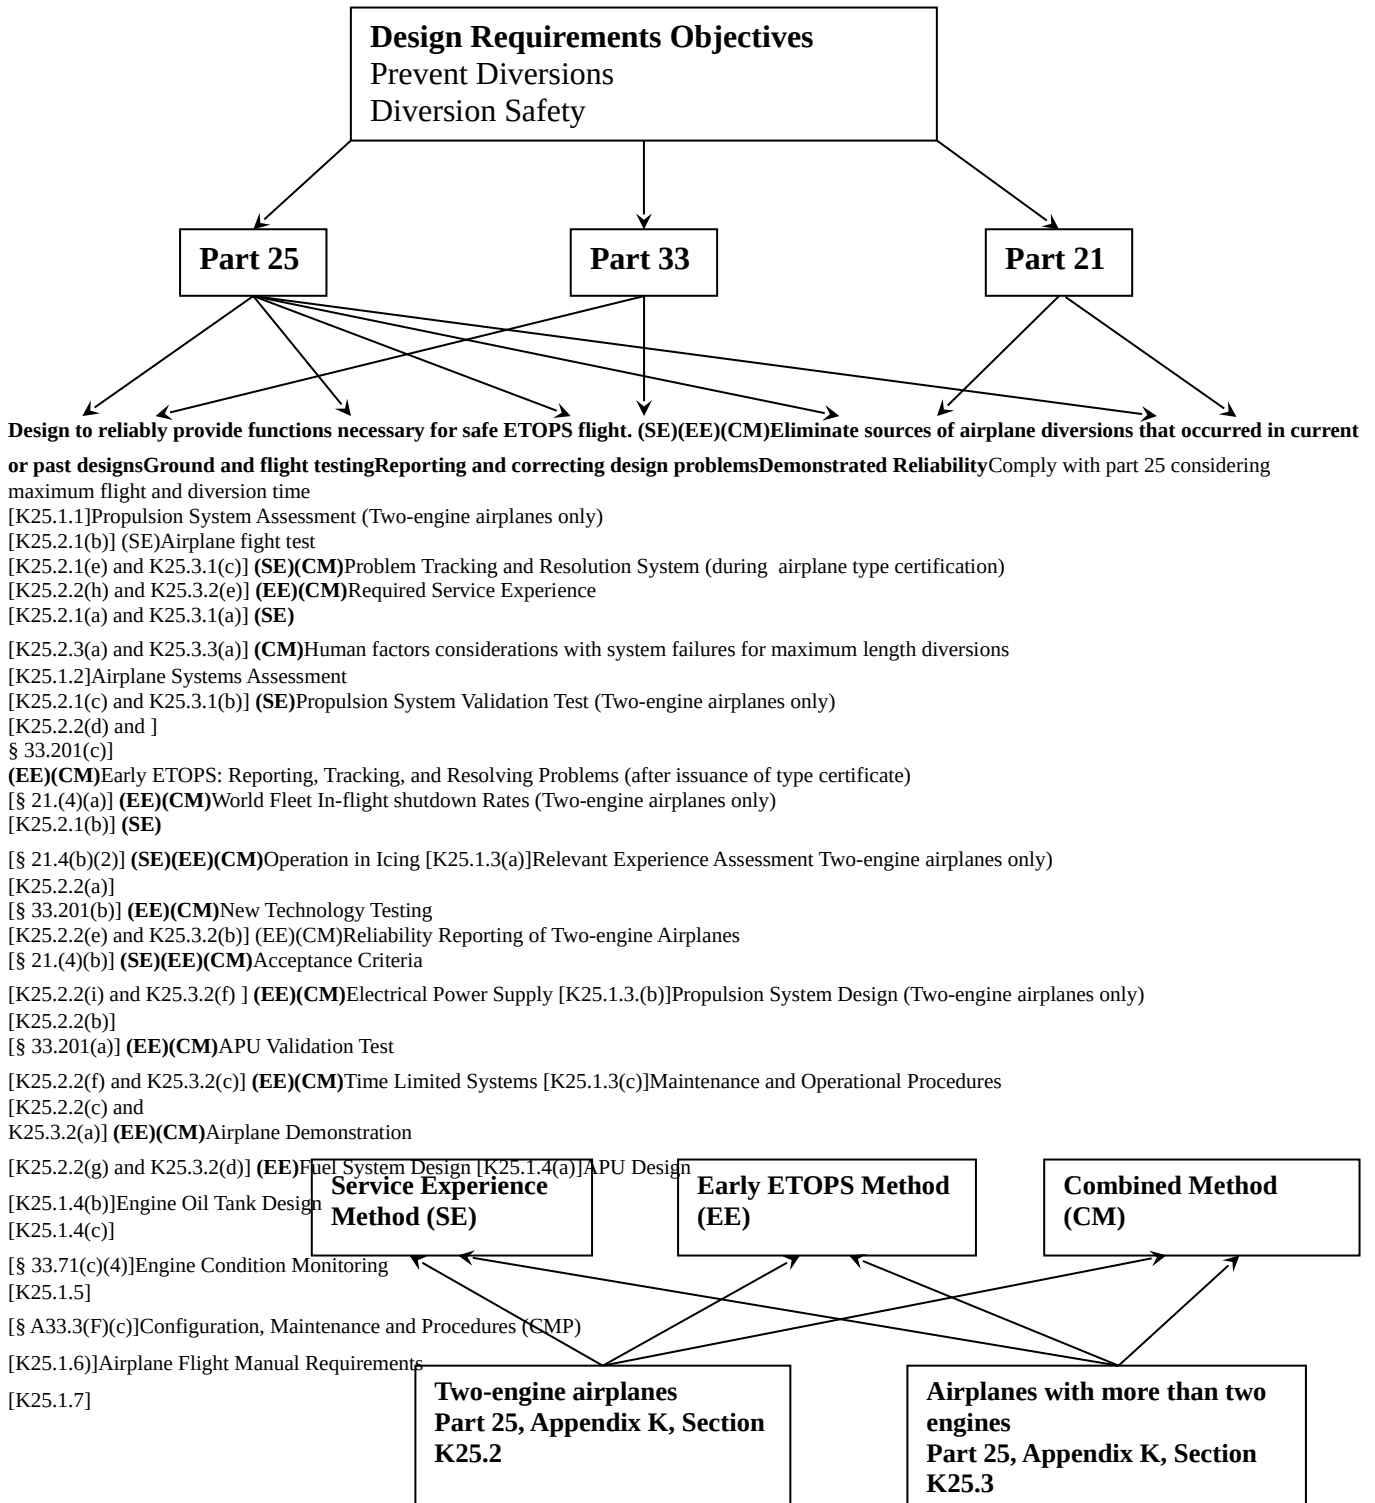 Design Requirements Objectives
Prevent Diversions
Diversion Safety
Part 25
Part 33
Part 21
Design to reliably provide functions necessary for safe ETOPS flight. (SE)(EE)(CM)Eliminate sources of airplane diversions that occurred in current
or past designsGround and flight testingReporting and correcting design problemsDemonstrated ReliabilityComply with part 25 considering
maximum flight and diversion time
[K25.1.1]Propulsion System Assessment (Two-engine airplanes only)
[K25.2.1(b)] (SE)Airplane fight test
[K25.2.1(e) and K25.3.1(c)] (SE)(CM)Problem Tracking and Resolution System (during  airplane type certification)
[K25.2.2(h) and K25.3.2(e)] (EE)(CM)Required Service Experience
[K25.2.1(a) and K25.3.1(a)] (SE)
[K25.2.3(a) and K25.3.3(a)] (CM)Human factors considerations with system failures for maximum length diversions
[K25.1.2]Airplane Systems Assessment
[K25.2.1(c) and K25.3.1(b)] (SE)Propulsion System Validation Test (Two-engine airplanes only)
[K25.2.2(d) and ]
§ 33.201(c)]
(EE)(CM)Early ETOPS: Reporting, Tracking, and Resolving Problems (after issuance of type certificate)
[§ 21.(4)(a)] (EE)(CM)World Fleet In-flight shutdown Rates (Two-engine airplanes only)
[K25.2.1(b)] (SE)
[§ 21.4(b)(2)] (SE)(EE)(CM)Operation in Icing [K25.1.3(a)]Relevant Experience Assessment Two-engine airplanes only)
[K25.2.2(a)]
[§ 33.201(b)] (EE)(CM)New Technology Testing
[K25.2.2(e) and K25.3.2(b)] (EE)(CM)Reliability Reporting of Two-engine Airplanes
[§ 21.(4)(b)] (SE)(EE)(CM)Acceptance Criteria
[K25.2.2(i) and K25.3.2(f) ] (EE)(CM)Electrical Power Supply [K25.1.3.(b)]Propulsion System Design (Two-engine airplanes only)
[K25.2.2(b)]
[§ 33.201(a)] (EE)(CM)APU Validation Test
[K25.2.2(f) and K25.3.2(c)] (EE)(CM)Time Limited Systems [K25.1.3(c)]Maintenance and Operational Procedures
[K25.2.2(c) and
K25.3.2(a)] (EE)(CM)Airplane Demonstration
[K25.2.2(g) and K25.3.2(d)] (EE)Fuel System Design [K25.1.4(a)]APU Design
[K25.1.4(b)]Engine Oil Tank Design
[K25.1.4(c)]
[§ 33.71(c)(4)]Engine Condition Monitoring
[K25.1.5]
[§ A33.3(F)(c)]Configuration, Maintenance and Procedures (CMP)
[K25.1.6)]Airplane Flight Manual Requirements
[K25.1.7]
Service Experience
Method (SE)
Early ETOPS Method
(EE)
Combined Method
(CM)
Two-engine airplanes
Part 25, Appendix K, Section
K25.2
Airplanes with more than two
engines
Part 25, Appendix K, Section
K25.3